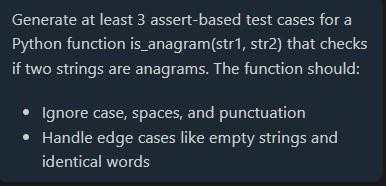 Generate at least 3 assert-based test cases for a
Python function is_anagram(str1, str2) that checks
if two strings are anagrams. The function should:
• Ignore case, spaces, and punctuation
• Handle edge cases like empty strings and
identical words